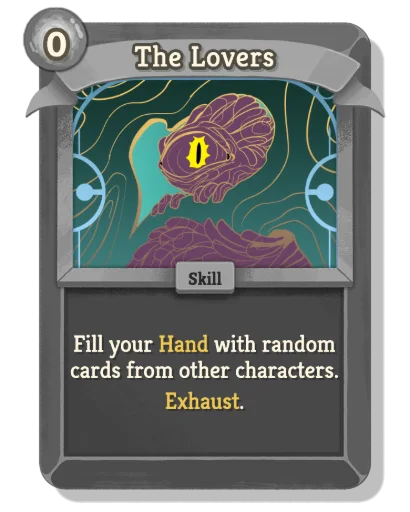 0
The Lovers
Skill
Fill your Hand with random
cards from other characters.
Exhaust.